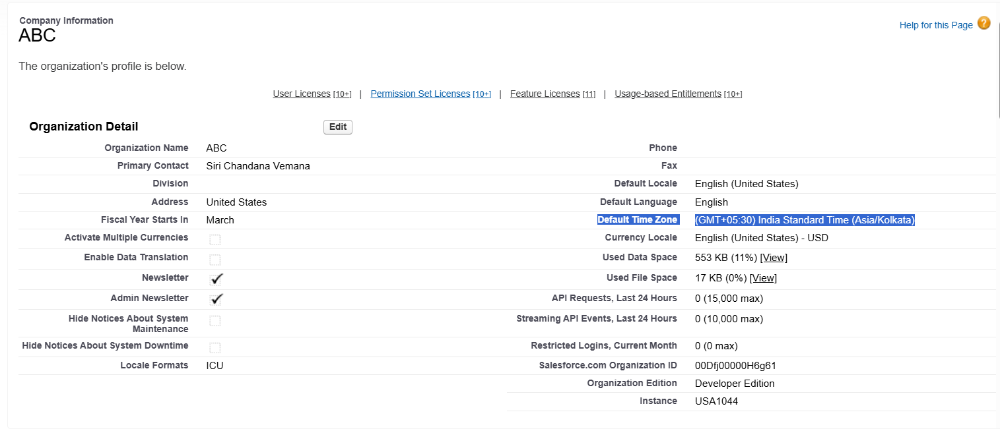 Company Information
ABC
Help for this Page
?
The organization's profile is below.
User Licenses [10+] | Permission Set Licenses [10+] | Feature Licenses [11] | Usage-based Entitlements [10+]
Organization Detail Edit
Organization Name ABC Phone
Primary Contact Siri Chandana Vemana Fax
Division Default Locale English (United States)
Address United States Default Language English
Fiscal Year Starts In March Default Time Zone (GMT+05:30) India Standard Time (Asia/Kolkata)
Activate Multiple Currencies Currency Locale English (United States) - USD
Enable Data Translation Used Data Space 553 KB (11%) [View]
Newsletter Used File Space 17 KB (0%) [View]
Admin Newsletter API Requests, Last 24 Hours 0 (15,000 max)
Hide Notices About System
Maintenance Streaming API Events, Last 24 Hours 0 (10,000 max)
Hide Notices About System Downtime Restricted Logins, Current Month 0 (0 max)
Locale Formats ICU Salesforce.com Organization ID 00Dfj00000H6g61
Organization Edition Developer Edition
Instance USA1044